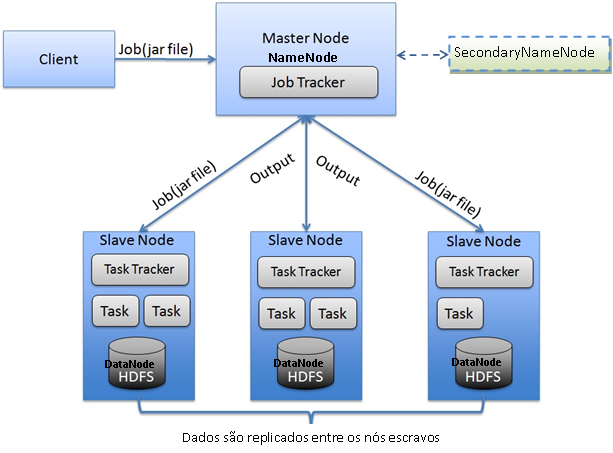 Client
Job(jar file)
Master Node
NameNode
Job Tracker
SecondaryNameNode
Job(jar file)
Output
Output
Job(jar file)
Slave Node
Task Tracker
Task
Task
DataNode
HDFS
Slave Node
Task Tracker
Task
Task
DataNode
HDFS
Slave Node
Task Tracker
Task
DataNode
HDFS
Dados são replicados entre os nós escravos